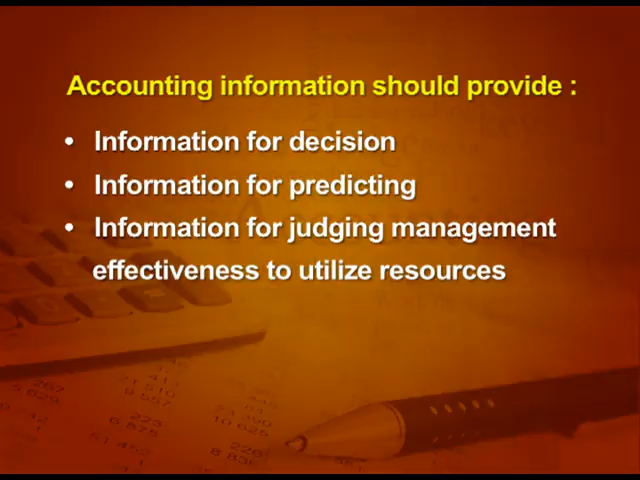 Accounting information should provide :
• Information for decision
• Information for predicting
• Information for judging management
effectiveness to utilize resources